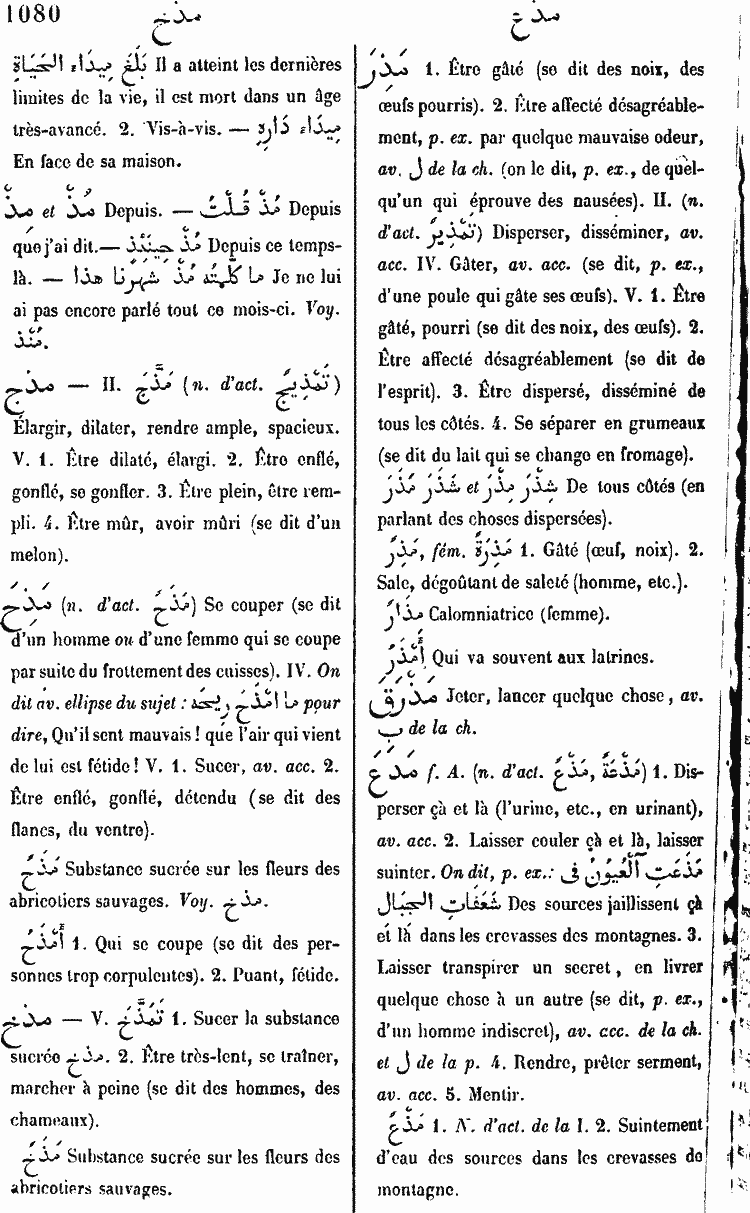 1080 مذخ
مذع
بَلَغَ مِيدَاءَ الحَيَاةِ Il a atteint les dernières
limites de la vie, il est mort dans un âge
très-avancé. 2. Vis-à-vis. — مِيدَاءَ دَارِهِ
En face de sa maison.
مُذْ et مِذْ Depuis. — مُذْ قُلْتُ Depuis
que j'ai dit.— مُذْ حِينَئِذٍ Depuis ce temps-
là. — ما كلّمتُه مُذْ شَهْرِنَا هذا Je ne lui
ai pas encore parlé tout ce mois-ci. Voy.
مُنْذُ.
مذج — II. مَذَّجَ (n. d'act. تَمْذِيجٌ)
Élargir, dilater, rendre ample, spacieux.
V. 1. Être dilaté, élargi. 2. Être enflé,
gonflé, se gonfler. 3. Être plein, être rem-
pli. 4. Être mûr, avoir mûri (se dit d'un
melon).
مَذِحَ (n. d'act. مَذَحٌ) Se couper (se dit
d'un homme ou d'une femme qui se coupe
par suite du frottement des cuisses). IV. On
dit av. ellipse du sujet : ما امْذَحَ رِيحَه pour
dire, Qu'il sent mauvais ! que l'air qui vient
de lui est fétide ! V. 1. Sucer, av. acc. 2.
Être enflé, gonflé, détendu (se dit des
flancs, du ventre).
مَذْحٌ Substance sucrée sur les fleurs des
abricotiers sauvages. Voy. مذخ.
أَمْذَحُ 1. Qui se coupe (se dit des per-
sonnes trop corpulentes). 2. Puant, fétide.
مذخ — V. تَمَذَّخَ 1. Sucer la substance
sucrée مذخ. 2. Être très-lent, se traîner,
marcher à peine (se dit des hommes, des
chameaux).
مَذْخٌ Substance sucrée sur les fleurs des
abricotiers sauvages.
مَذِرَ 1. Être gâté (se dit des noix, des
œufs pourris). 2. Être affecté désagréable-
ment, p. ex. par quelque mauvaise odeur,
av. ل de la ch. (on le dit, p. ex., de quel-
qu'un qui éprouve des nausées). II. (n.
d'act. تَمْذِيرٌ) Disperser, disséminer, av.
acc. IV. Gâter, av. acc. (se dit, p. ex.,
d'une poule qui gâte ses œufs). V. 1. Être
gâté, pourri (se dit des noix, des œufs). 2.
Être affecté désagréablement (se dit de
l'esprit). 3. Être dispersé, disséminé de
tous les côtés. 4. Se séparer en grumeaux
(se dit du lait qui se change en fromage).
شِذَرَ مِذَرَ et شَذَرَ مَذَرَ De tous côtés (en
parlant des choses dispersées).
مَذِرٌ, fém. مَذِرَةٌ 1. Gâté (œuf, noix). 2.
Sale, dégoûtant de saleté (homme, etc.).
مذَارٌ Calomniatrice (femme).
أَمْذَرُ Qui va souvent aux latrines.
مَذْرَقَ Jeter, lancer quelque chose, av.
ب de la ch.
مَذَعَ f. A. (n. d'act. مَذْعٌ, مَذْعَةٌ) 1. Dis-
perser çà et là (l'urine, etc., en urinant),
av. acc. 2. Laisser couler çà et là, laisser
suinter. On dit, p. ex.: مَذَعَتِ ٱلْعُيُونُ فى
شَعَفَاتِ الجِبَالِ Des sources jaillissent çà
et là dans les crevasses des montagnes. 3.
Laisser transpirer un secret, en livrer
quelque chose à un autre (se dit, p. ex.,
d'un homme indiscret), av. acc. de la ch.
et ل de la p. 4. Rendre, prêter serment,
av. acc. 5. Mentir.
مَذْعٌ 1. N. d'act. de la I. 2. Suintement
d'eau des sources dans les crevasses de
montagne.